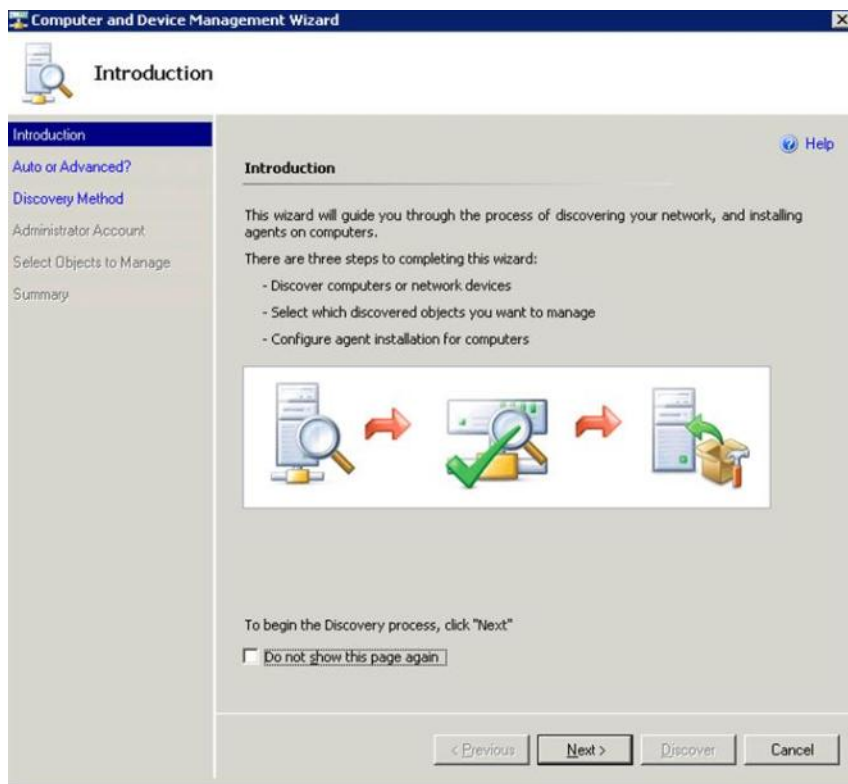 Computer and Device Management Wizard
Introduction
Introduction
Auto or Advanced?
Discovery Method
Administrator Account
Select Objects to Manage
Summary
Help
Introduction
This wizard will guide you through the process of discovering your network, and installing
agents on computers.
There are three steps to completing this wizard:
- Discover computers or network devices
- Select which discovered objects you want to manage
- Configure agent installation for computers
To begin the Discovery process, click "Next"
Do not show this page again
< Previous
Next >
Discover
Cancel